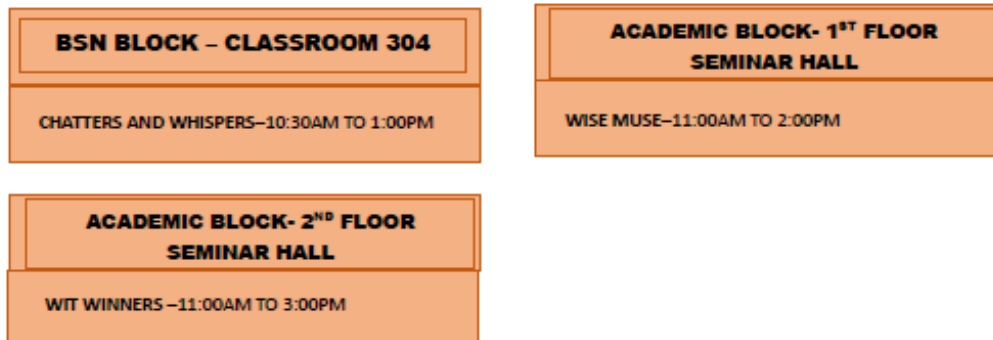 BSN BLOCK – CLASSROOM 304
CHATTERS AND WHISPERS–10:30AM TO 1:00PM
ACADEMIC BLOCK- 1ST FLOOR
SEMINAR HALL
WISE MUSE–11:00AM TO 2:00PM
ACADEMIC BLOCK- 2ND FLOOR
SEMINAR HALL
WIT WINNERS –11:00AM TO 3:00PM